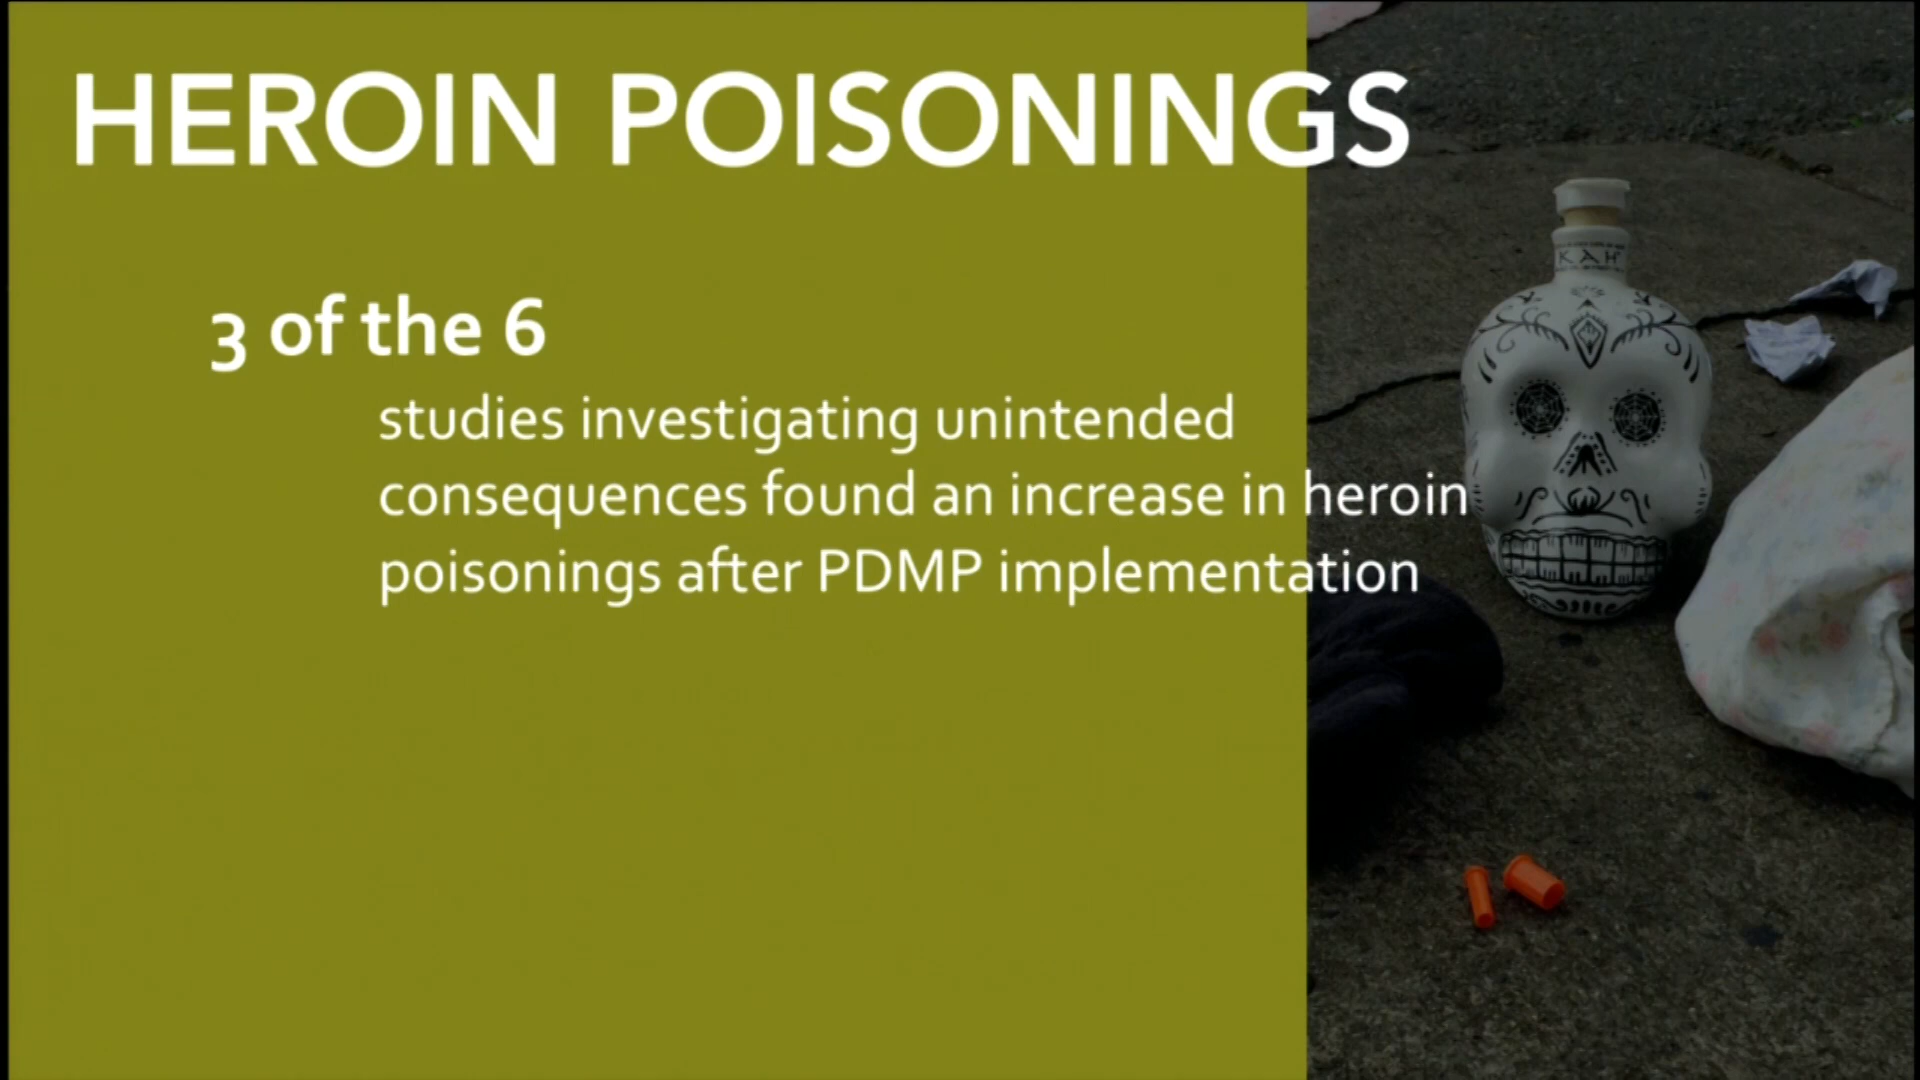 HEROIN POISONINGS
3 of the 6
studies investigating unintended
consequences found an increase in heroin
poisonings after PDMP implementation
KAH